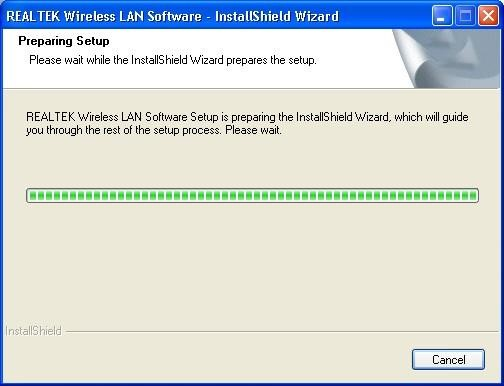 REALTEK Wireless LAN Software - InstallShield Wizard
Preparing Setup
Please wait while the InstallShield Wizard prepares the setup.
REALTEK Wireless LAN Software Setup is preparing the InstallShield Wizard, which will guide
you through the rest of the setup process. Please wait.
InstallShield
Cancel